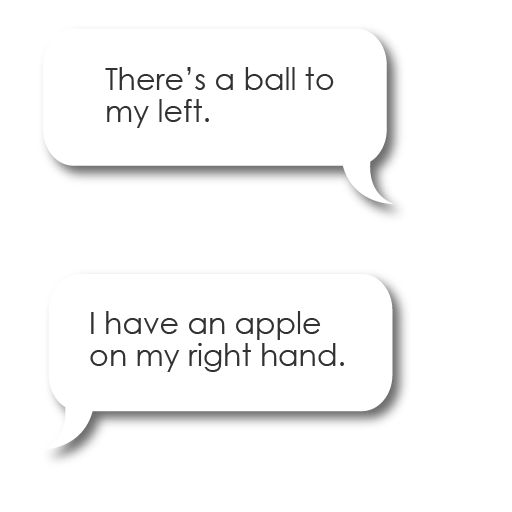 There’s a ball to
my left.
I have an apple
on my right hand.